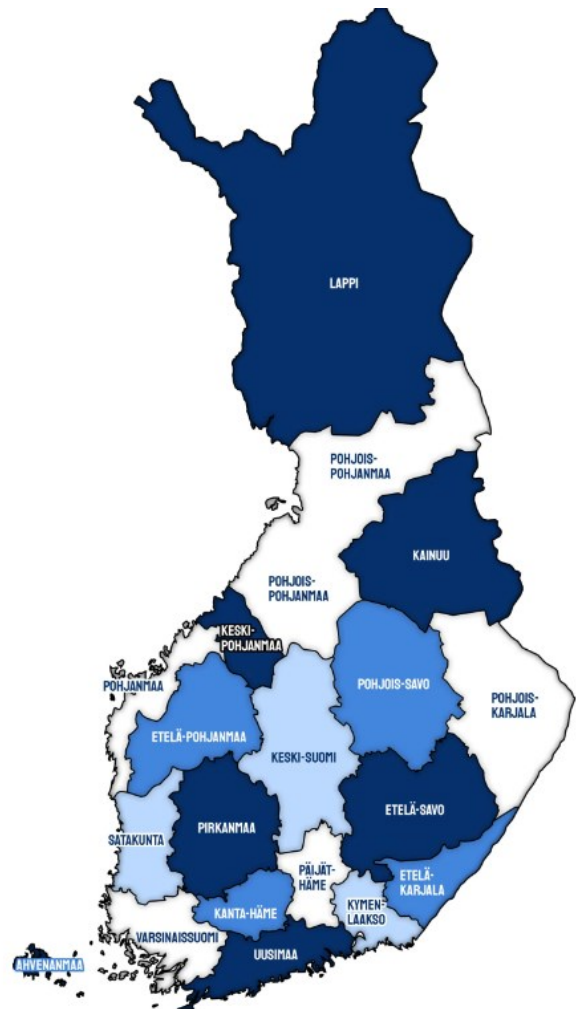 LAPPI
POHJOIS-
POHJANMAA
KAINUU
POHJOIS-
POHJANMAA
KESKI-
POHJANMAA
POHJANMAA
POHJOIS-SAVO
POHJOIS-
KARJALA
ETELÄ-POHJANMAA
KESKI-SUOMI
ETELÄ-SAVO
PIRKANMAA
SATAKUNTA
PÄIJÄT-
HÄME
ETELÄ-
KARJALA
KYMEN-
LAAKSO
KANTA-HÄME
VARSINAISSUOMI
UUSIMAA
AHVENANMAA